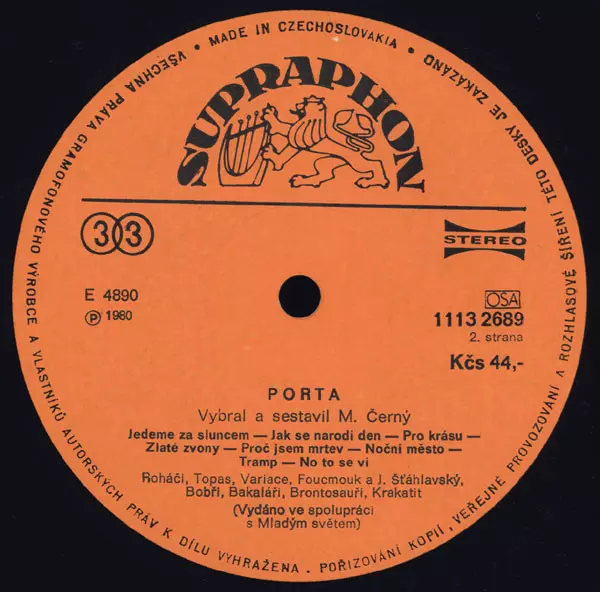 VŠECHNA PRÁVA GRAMOFONOVÉHO VÝROBCE A VLASTNÍKŮ AUTORSKÝCH PRÁV K DÍLU VYHRAŽENA. POŘIZOVÁNÍ KOPIÍ, VEŘEJNÉ PROVOZOVÁNÍ A ROZHLASOVÉ ŠÍŘENÍ TÉTO DESKY JE ZAKÁZÁNO • MADE IN CZECHOSLOVAKIA •
SUPRAPHON
33
STEREO
E 4890
Ⓟ 1980
OSA
1113 2689
2. strana
Kčs 44,-
PORTA
Vybral a sestavil M. Černý
Jedeme za sluncem — Jak se narodí den — Pro krásu —
Zlaté zvony — Proč jsem mrtev — Noční město —
Tramp — No to se ví
Roháči, Topas, Variace, Foucmouk a J. Šťáhlavský,
Bobři, Bakaláři, Brontosauři, Krakatit
(Vydáno ve spolupráci
s Mladým světem)